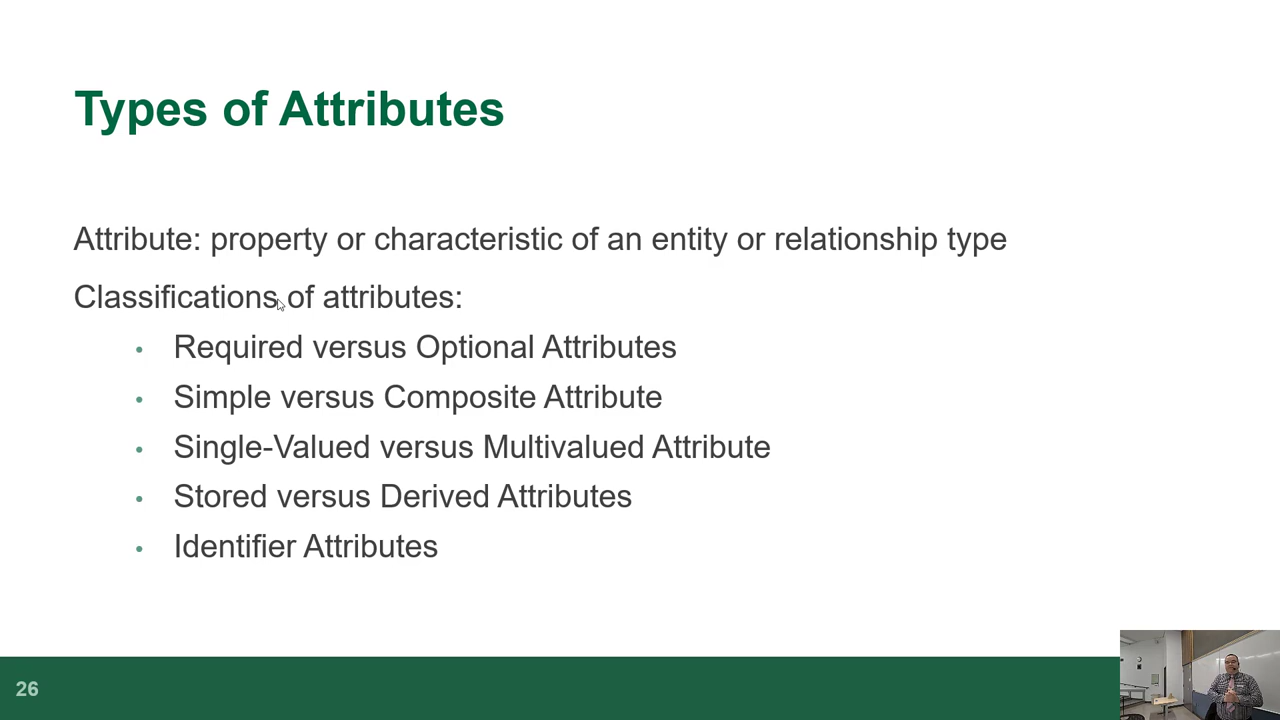 Types of Attributes
Attribute: property or characteristic of an entity or relationship type
Classifications of attributes:
• Required versus Optional Attributes
• Simple versus Composite Attribute
• Single-Valued versus Multivalued Attribute
• Stored versus Derived Attributes
• Identifier Attributes
26